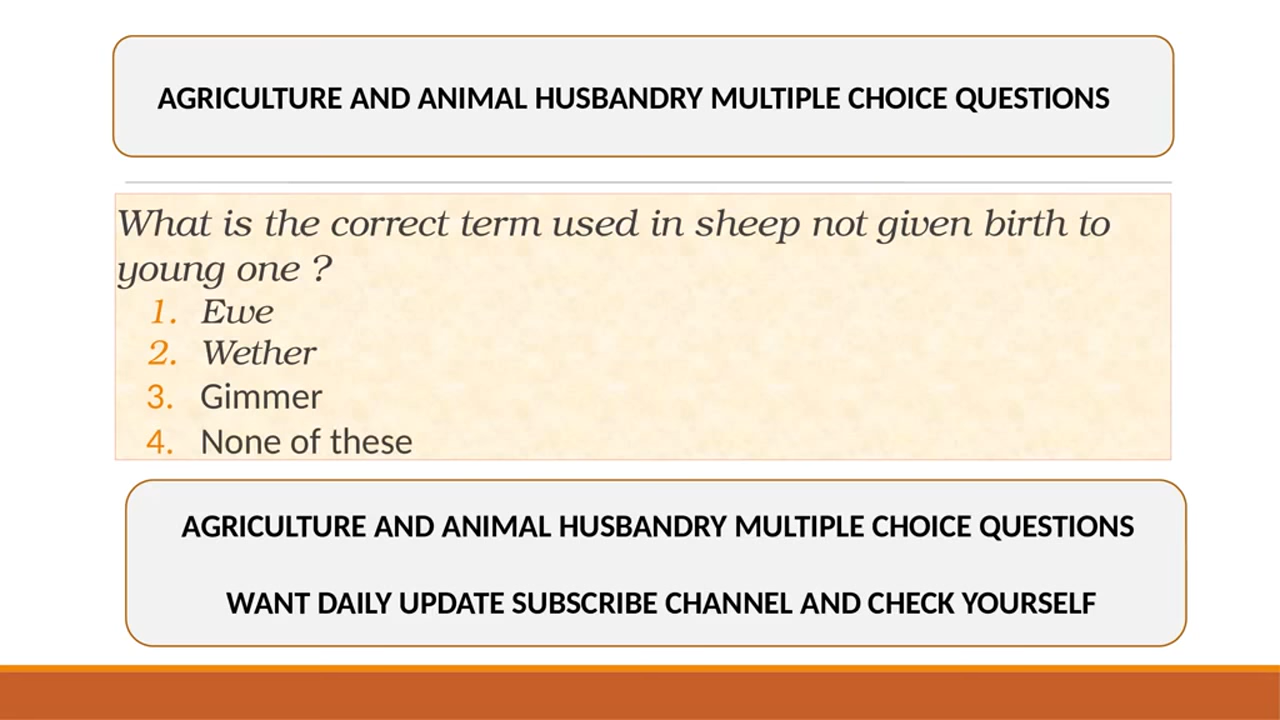 AGRICULTURE AND ANIMAL HUSBANDRY MULTIPLE CHOICE QUESTIONS
What is the correct term used in sheep not given birth to
young one ?
1. Ewe
2. Wether
3. Gimmer
4. None of these
AGRICULTURE AND ANIMAL HUSBANDRY MULTIPLE CHOICE QUESTIONS
WANT DAILY UPDATE SUBSCRIBE CHANNEL AND CHECK YOURSELF